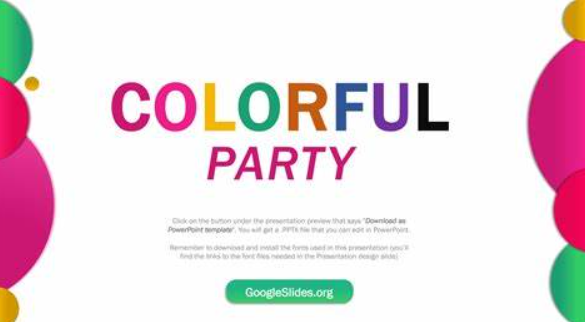 COLORFUL
PARTY
Click on the button under the presentation preview that says "Download as
PowerPoint template". You will get a .PPTX file that you can edit in PowerPoint.
Remember to download and install the fonts used in this presentation (you'll
find the links to the font files needed in the Presentation design slide)
GoogleSlides.org